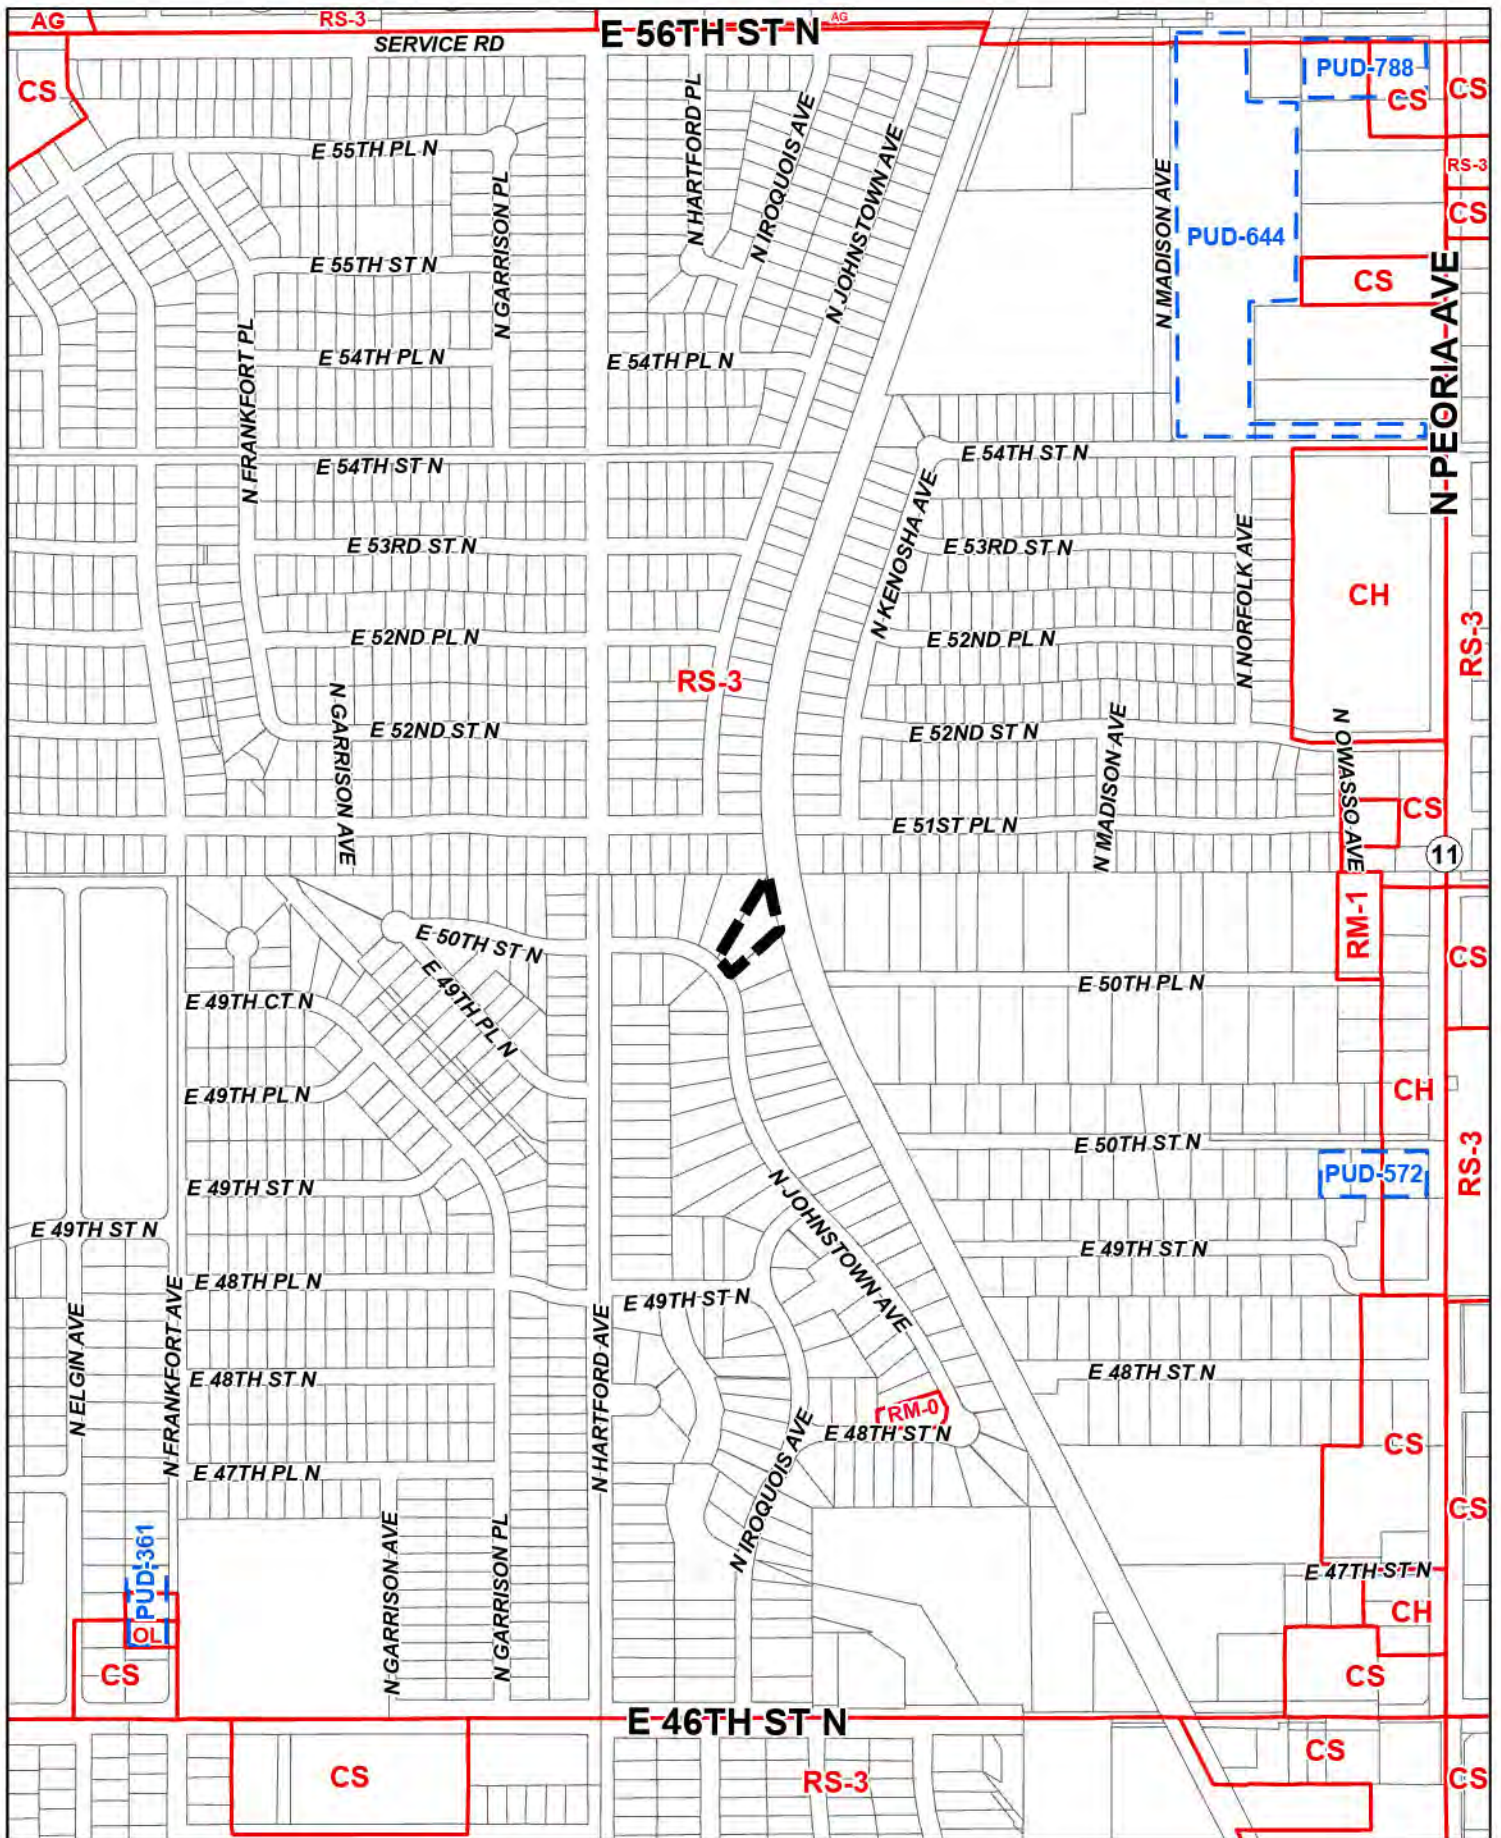 AG
RS-3
AG
E 56TH ST N
SERVICE RD
CS
PUD-788
CS
CS
E 55TH PL N
N HARTFORD PL
N IROQUOIS AVE
N JOHNSTOWN AVE
N MADISON AVE
RS-3
CS
N GARRISON PL
PUD-644
E 55TH ST N
CS
N PEORIA AVE
N FRANKFORT PL
E 54TH PL N
E 54TH PL N
E 54TH ST N
E 54TH ST N
N KENOSHA AVE
E 53RD ST N
E 53RD ST N
N NORFOLK AVE
CH
E 52ND PL N
E 52ND PL N
RS-3
RS-3
N GARRISON AVE
E 52ND ST N
E 52ND ST N
N MADISON AVE
N OWASSO AVE
CS
E 51ST PL N
11
RM-1
E 50TH ST N
CS
E 49TH PL N
E 50TH PL N
E 49TH CT N
E 49TH PL N
CH
E 50TH ST N
PUD-572
RS-3
E 49TH ST N
N JOHNSTOWN AVE
E 49TH ST N
E 49TH ST N
E 48TH PL N
E 49TH ST N
N ELGIN AVE
N FRANKFORT AVE
N HARTFORD AVE
E 48TH ST N
E 48TH ST N
RM-0
E 48TH ST N
CS
N IROQUOIS AVE
E 47TH PL N
CS
N GARRISON AVE
N GARRISON PL
PUD-361
E 47TH ST N
OL
CH
CS
CS
E 46TH ST N
CS
RS-3
CS
CS